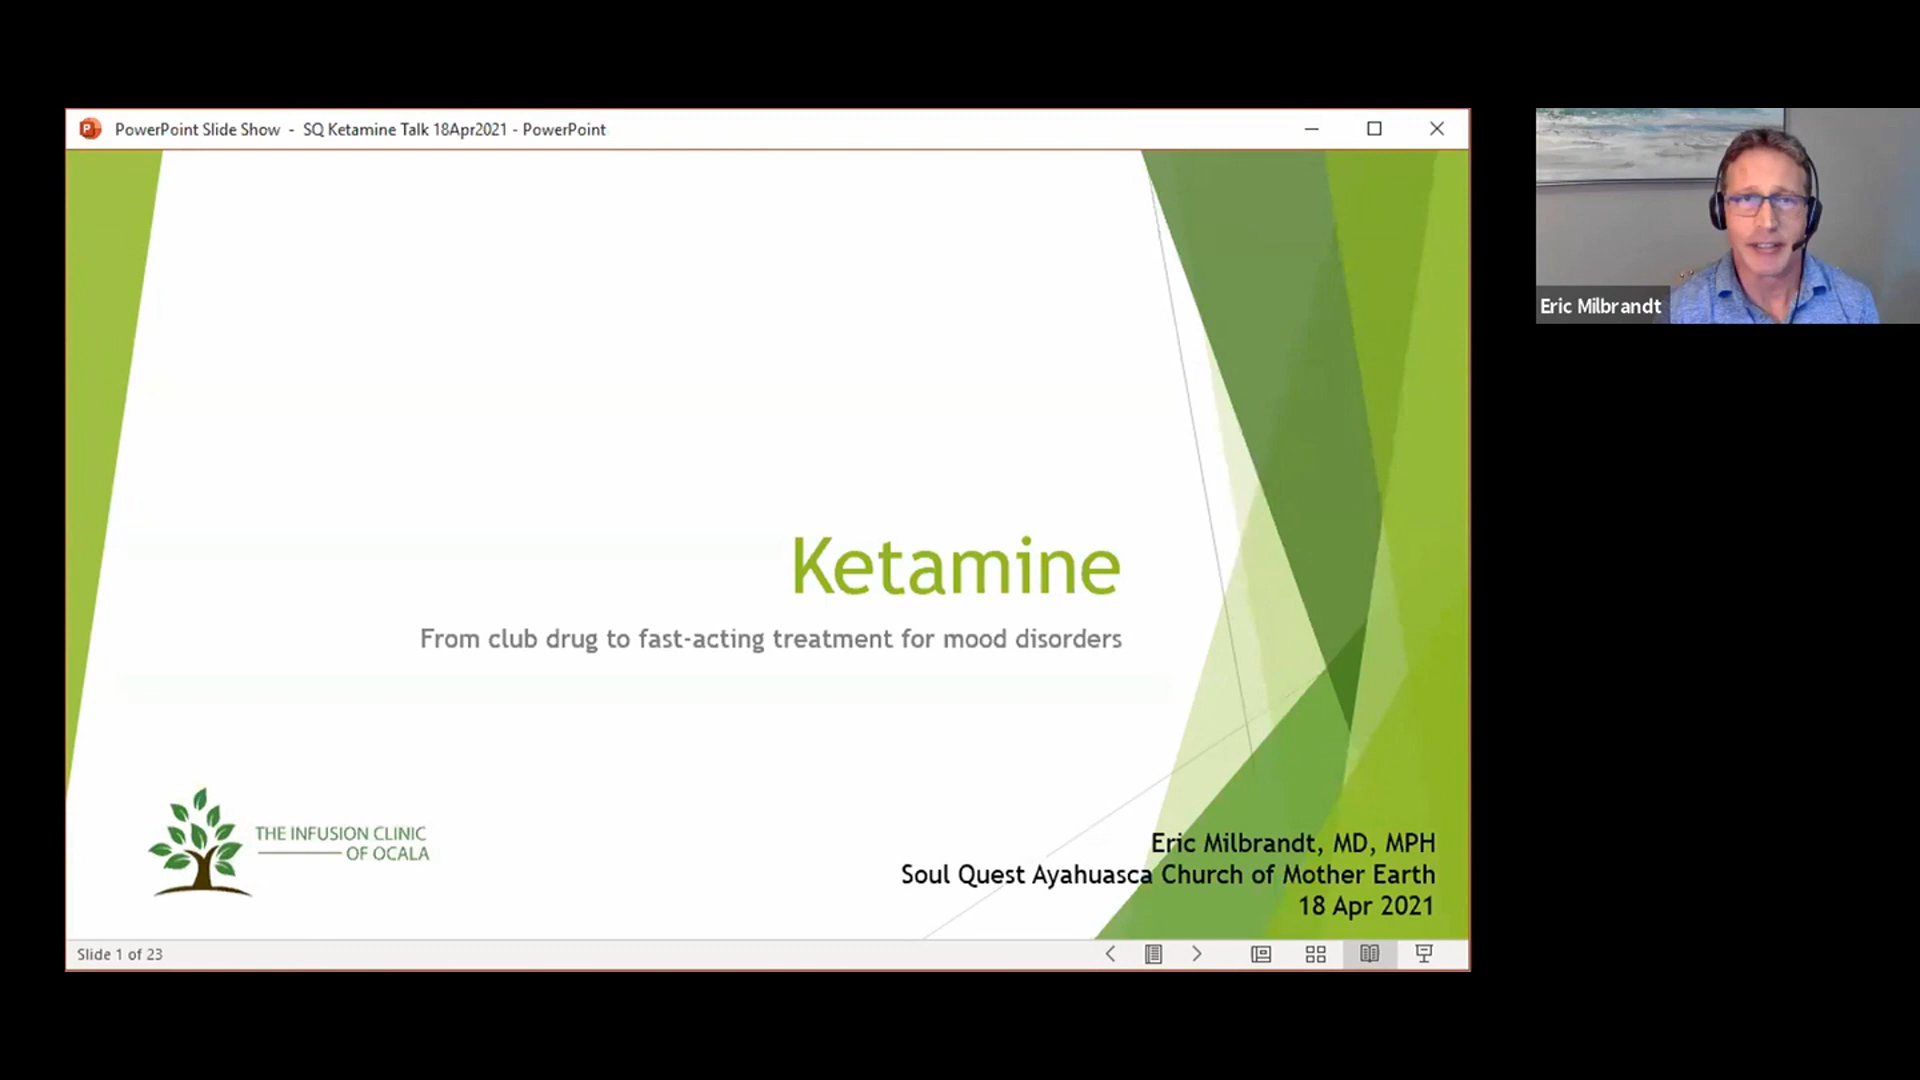 PowerPoint Slide Show - SQ Ketamine Talk 18Apr2021 - PowerPoint
Ketamine
From club drug to fast-acting treatment for mood disorders
THE INFUSION CLINIC
OF OCALA
Eric Milbrandt, MD, MPH
Soul Quest Ayahuasca Church of Mother Earth
18 Apr 2021
Slide 1 of 23
Eric Milbrandt